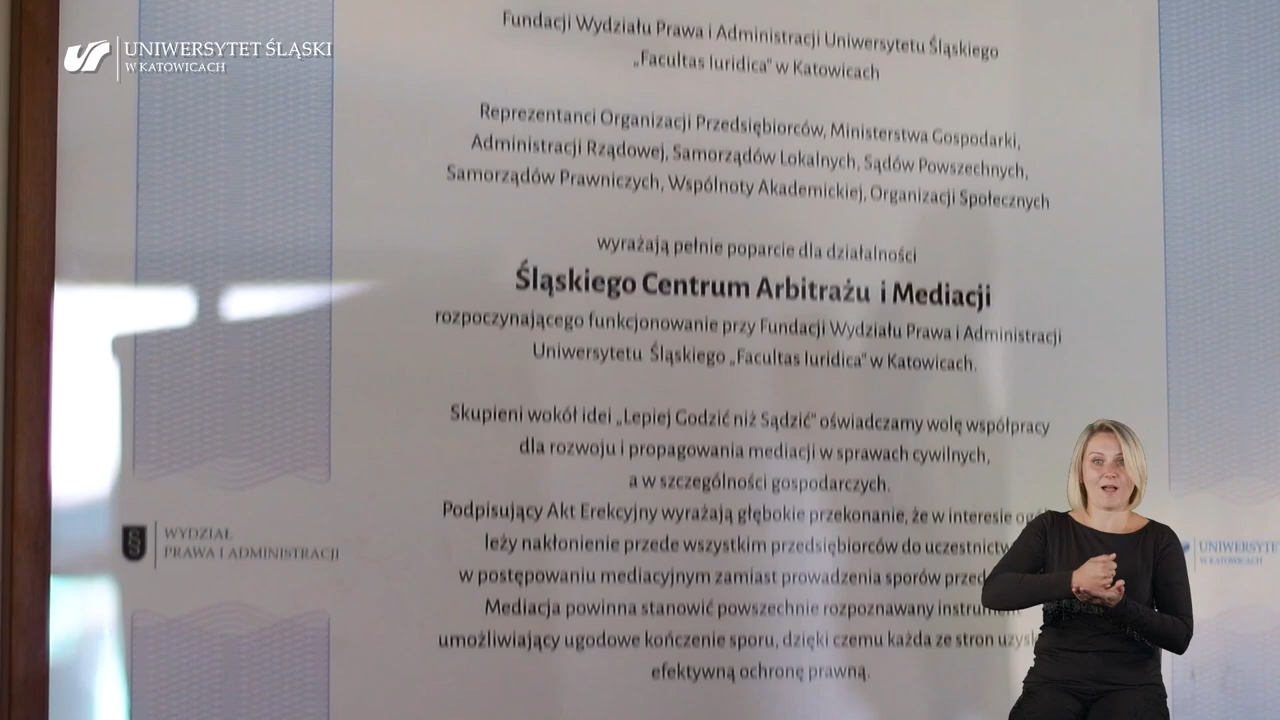 UNIWERSYTET ŚLĄSKI
W KATOWICACH
Fundacji Wydziału Prawa i Administracji Uniwersytetu Śląskiego
„Facultas Iuridica" w Katowicach
Reprezentanci Organizacji Przedsiębiorców, Ministerstwa Gospodarki,
Administracji Rządowej, Samorządów Lokalnych, Sądów Powszechnych,
Samorządów Prawniczych, Wspólnoty Akademickiej, Organizacji Społecznych
wyrażają pełnie poparcie dla działalności
Śląskiego Centrum Arbitrażu i Mediacji
rozpoczynającego funkcjonowanie przy Fundacji Wydziału Prawa i Administracji
Uniwersytetu Śląskiego „Facultas Iuridica" w Katowicach.
Skupieni wokół idei „Lepiej Godzić niż Sądzić" oświadczamy wolę współpracy
dla rozwoju i propagowania mediacji w sprawach cywilnych,
a w szczególności gospodarczych.
Podpisujący Akt Erekcyjny wyrażają głębokie przekonanie, że w interesie
leży nakłonienie przede wszystkim przedsiębiorców do
w postępowaniu mediacyjnym zamiast prowadzenia sporów
Mediacja powinna stanowić powszechnie rozpoznawany
umożliwiający ugodowe kończenie sporu, dzięki czemu każda ze stron
efektywną ochronę prawną.
WYDZIAŁ
PRAWA I ADMINISTRACJI
UNIWERSYTE
W KATOWICACH